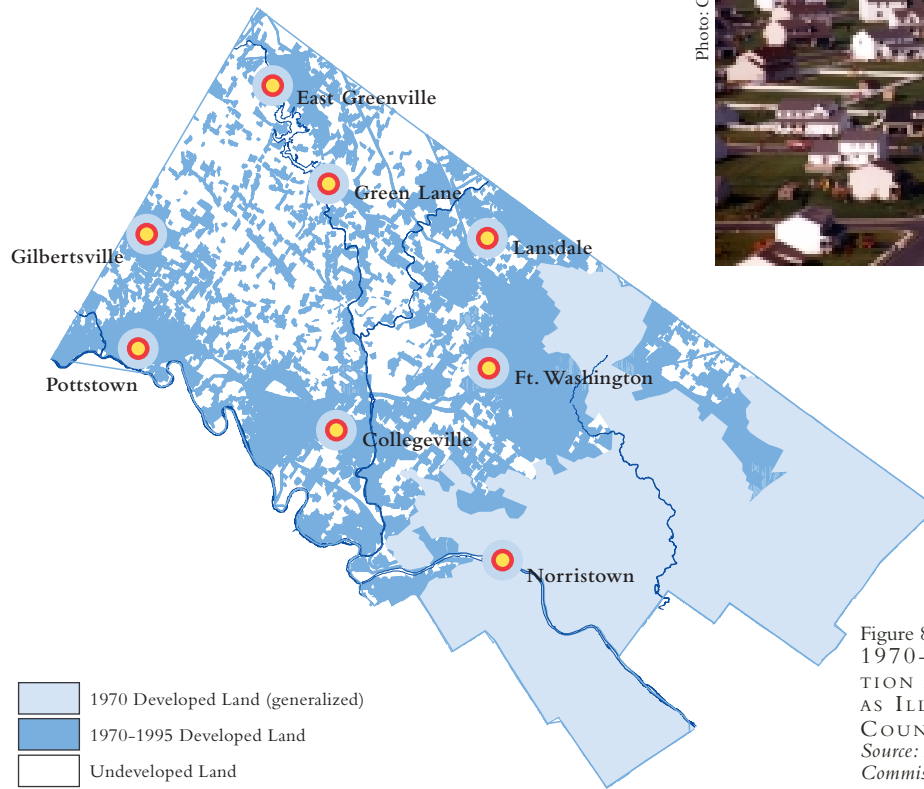 Photo:
East Greenville
Green Lane
Gilbertsville
Lansdale
Pottstown
Ft. Washington
Collegeville
Norristown
1970 Developed Land (generalized)
1970-1995 Developed Land
Undeveloped Land
Figure 8
1970-
TION
AS ILL
COUN
Source:
Commis